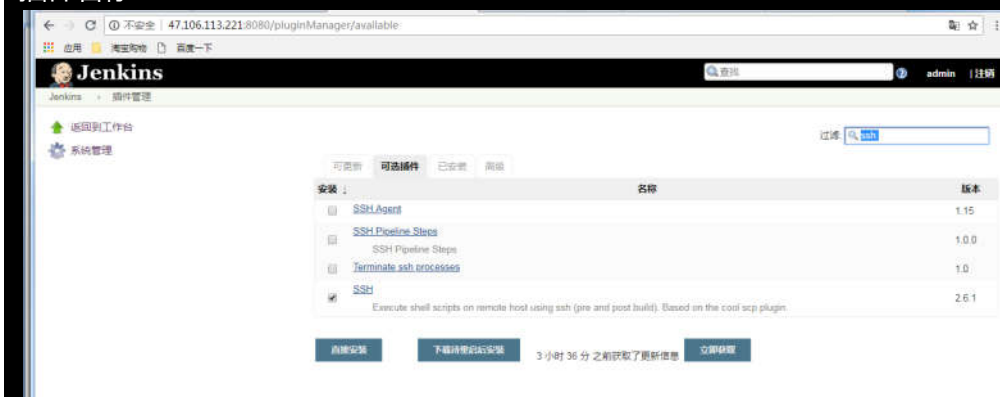 不安全 | 47.106.113.221:8080/pluginManager/available
应用 淘宝购物 百度一下
Jenkins
查找
admin | 注销
Jenkins 插件管理
返回到工作台
系统管理
过滤: ssh
可更新 可选插件 已安装 高级
安装 ↓ 名称 版本
SSH Agent 1.15
SSH Pipeline Steps 1.0.0
SSH Pipeline Steps
Terminate ssh processes 1.0
SSH 2.6.1
Execute shell scripts on remote host using ssh (pre and post build). Based on the cool scp plugin.
直接安装 下载待重启后安装 3 小时 36 分 之前获取了更新信息 立即获取